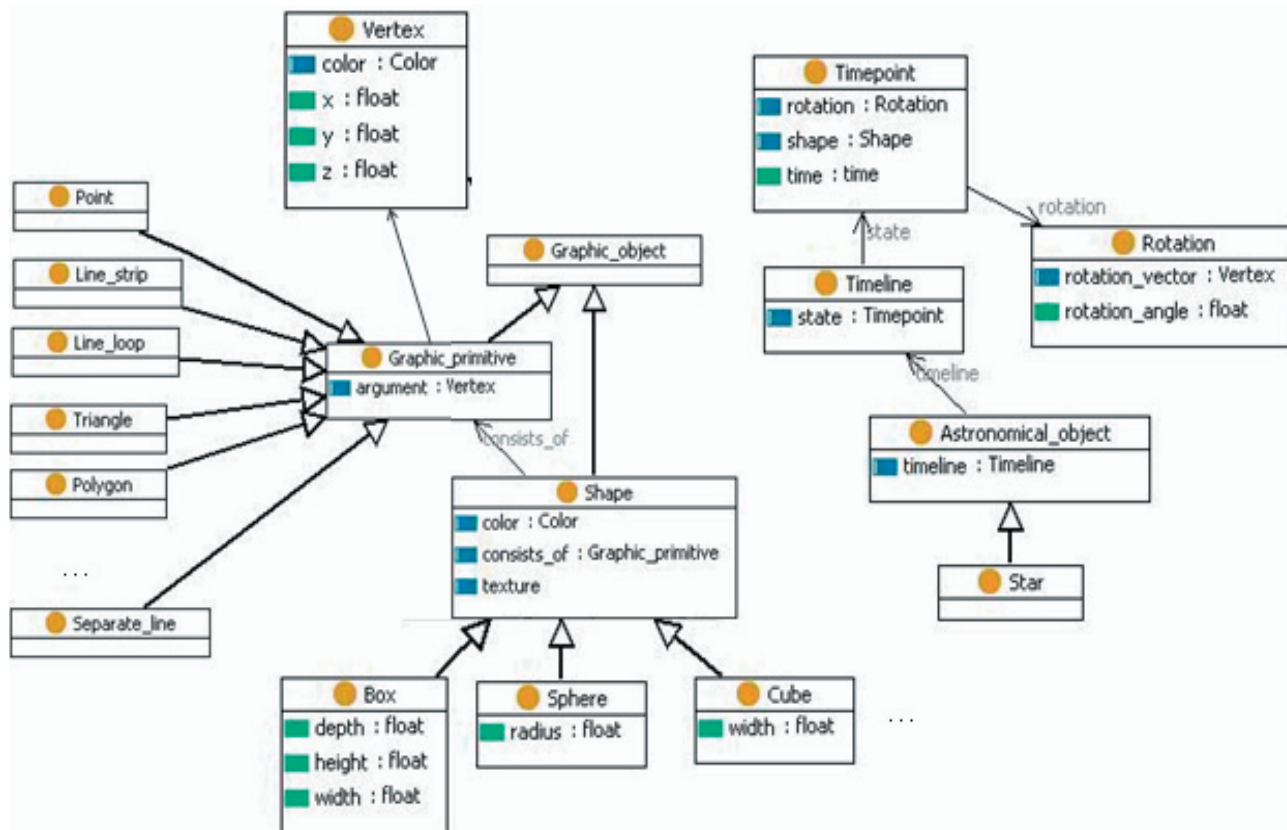 Vertex
color : Color
x : float
y : float
z : float
Timepoint
rotation : Rotation
shape : Shape
time : time
Point
rotation
Graphic_object
state
Rotation
rotation_vector : Vertex
rotation_angle : float
Line_strip
Timeline
state : Timepoint
Line_loop
Graphic_primitive
argument : Vertex
timeline
Triangle
consists_of
Astronomical_object
timeline : Timeline
Polygon
Shape
color : Color
consists_of : Graphic_primitive
texture
...
Star
Separate_line
Box
depth : float
height : float
width : float
Sphere
radius : float
Cube
width : float
...